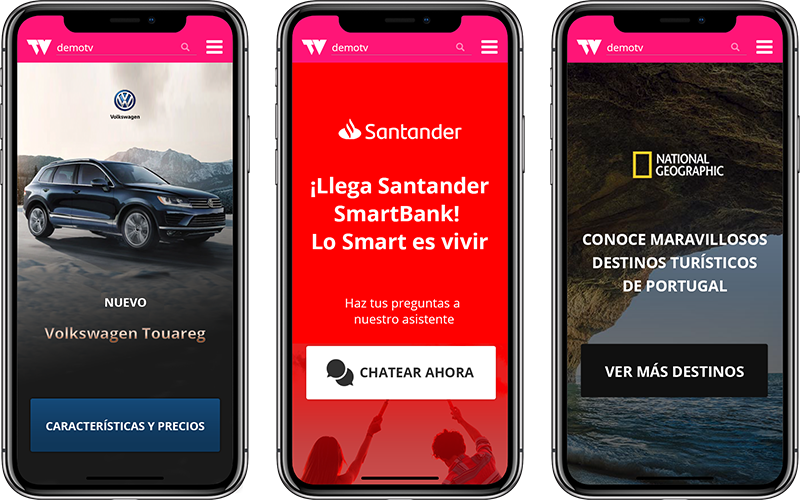 demotv
Volkswagen
NUEVO
Volkswagen Touareg
CARACTERÍSTICAS Y PRECIOS
demotv
Santander
¡Llega Santander
SmartBank!
Lo Smart es vivir
Haz tus preguntas a
nuestro asistente
CHATEAR AHORA
demotv
NATIONAL
GEOGRAPHIC
CONOCE MARAVILLOSOS
DESTINOS TURÍSTICOS
DE PORTUGAL
VER MÁS DESTINOS